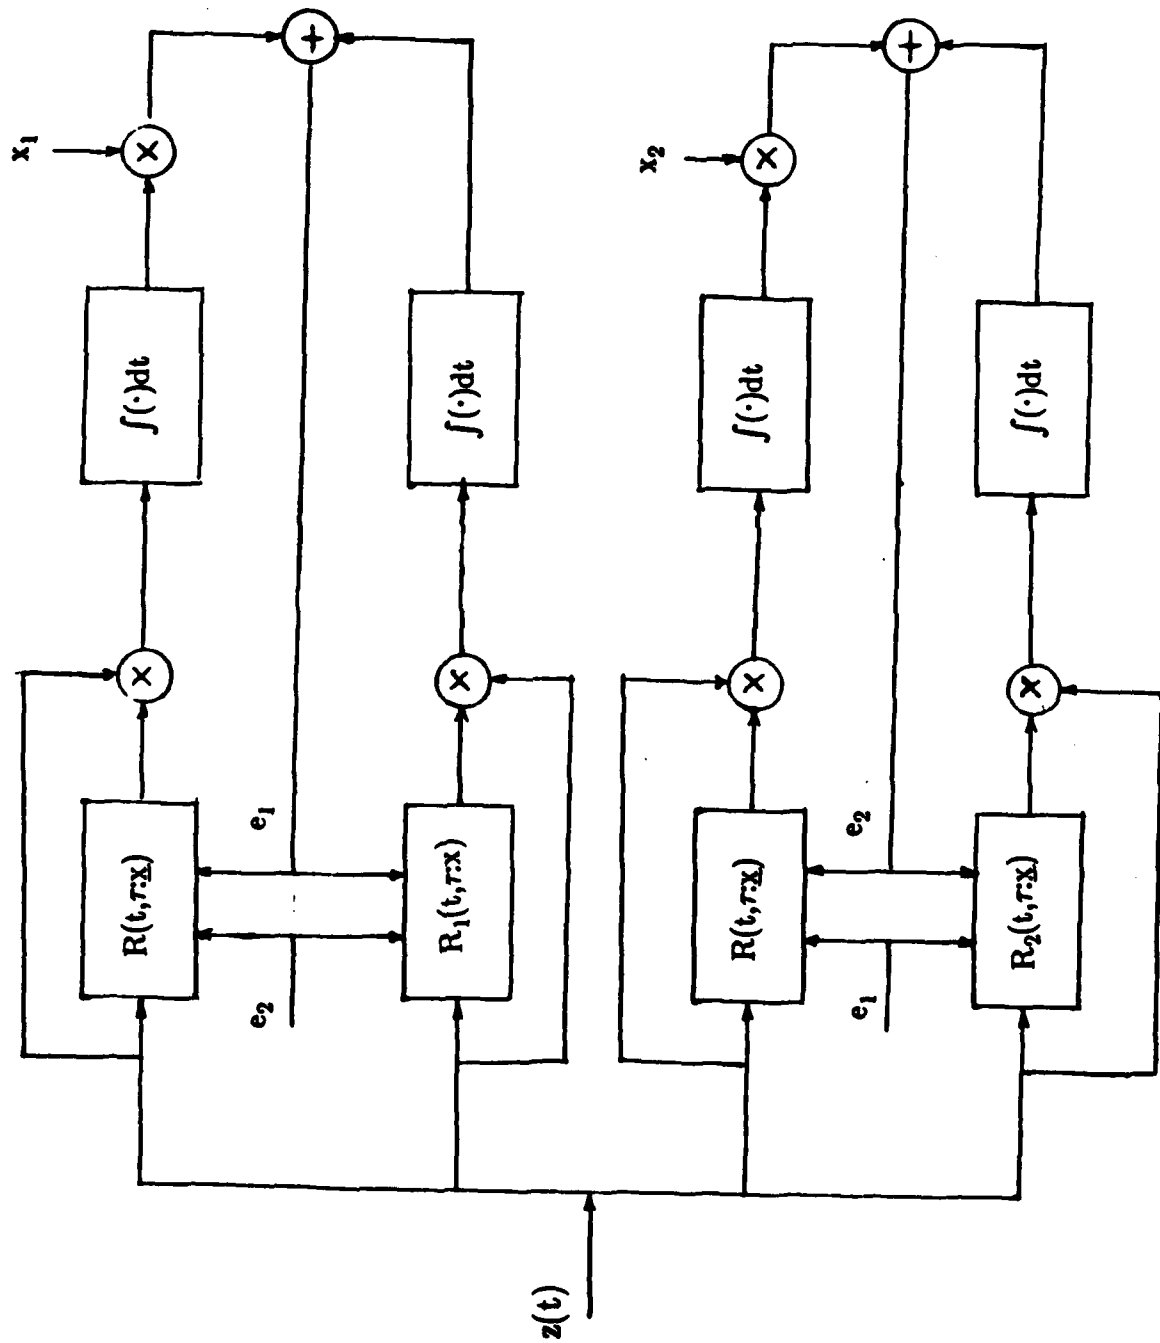 x₁
R(t,τ:x̲)
∫(·)dt
e₂
e₁
R₁(t,τ:x)
∫(·)dt
z(t)
x₂
R(t,τ:x̲)
∫(·)dt
e₁
e₂
R₂(t,τ:x̲)
∫(·)dt